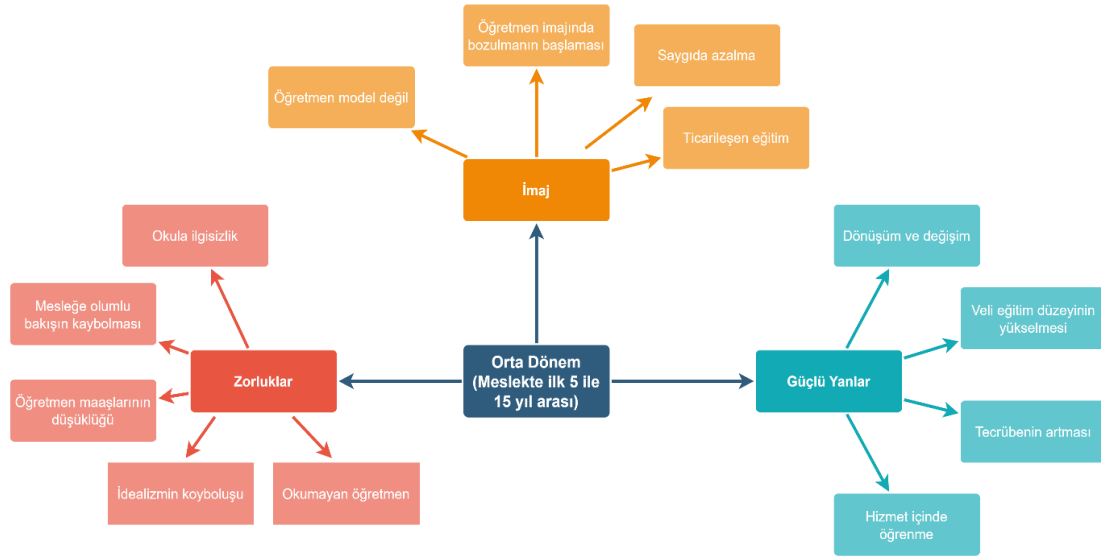 Öğretmen imajında
bozulmanın başlaması
Saygıda azalma
Öğretmen model değil
Ticarileşen eğitim
İmaj
Okula ilgisizlik
Dönüşüm ve değişim
Mesleğe olumlu
bakışın kaybolması
Veli eğitim düzeyinin
yükselmesi
Zorluklar
Orta Dönem
(Meslekte ilk 5 ile
15 yıl arası)
Güçlü Yanlar
Öğretmen maaşlarının
düşüklüğü
Tecrübenin artması
İdealizmin koyboluşu
Okumayan öğretmen
Hizmet içinde
öğrenme